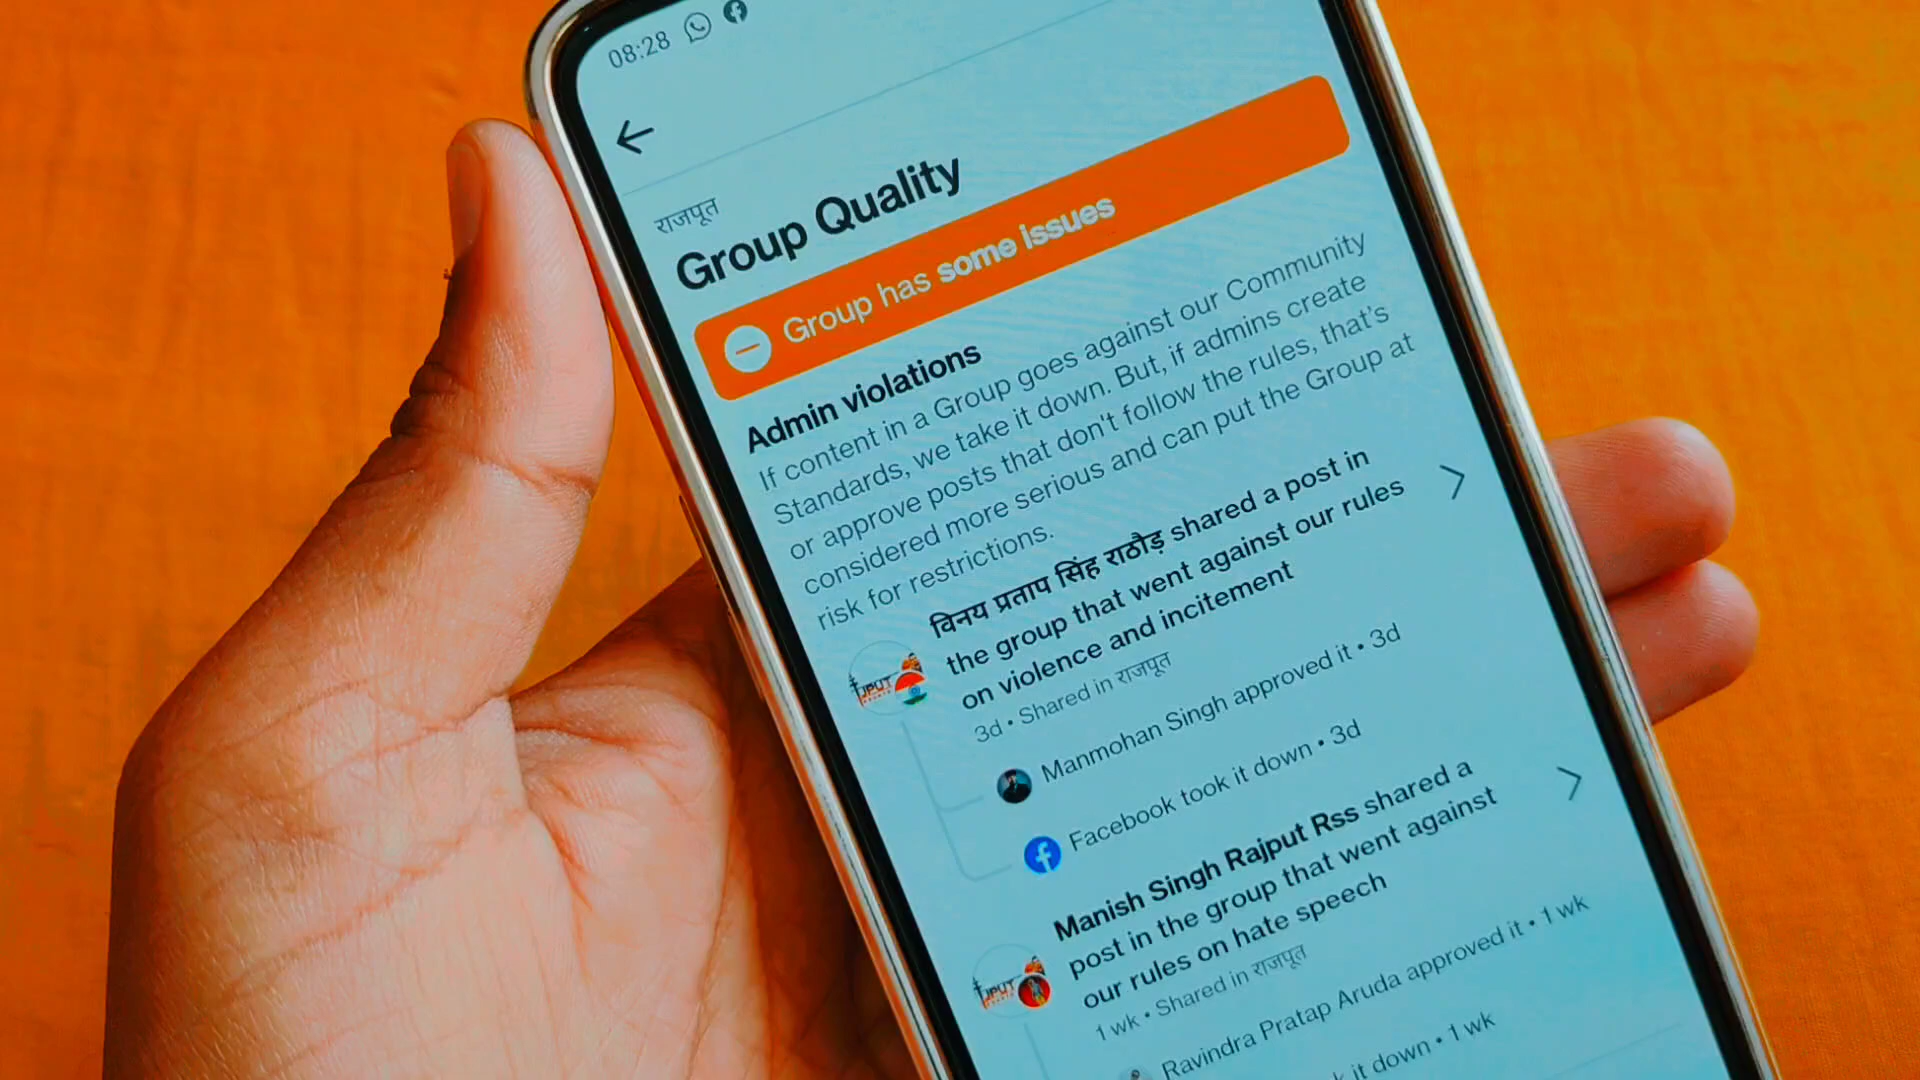 08:28
राजपूत
Group Quality
Group has some issues
Admin violations
If content in a Group goes against our Community
Standards, we take it down. But, if admins create
or approve posts that don't follow the rules, that's
considered more serious and can put the Group at
risk for restrictions.
विनय प्रताप सिंह राठौड़ shared a post in
the group that went against our rules
on violence and incitement
3d • Shared in राजपूत
Manmohan Singh approved it • 3d
Facebook took it down • 3d
Manish Singh Rajput Rss shared a
post in the group that went against
our rules on hate speech
1 wk • Shared in राजपूत
Ravindra Pratap Aruda approved it • 1 wk
it down • 1 wk